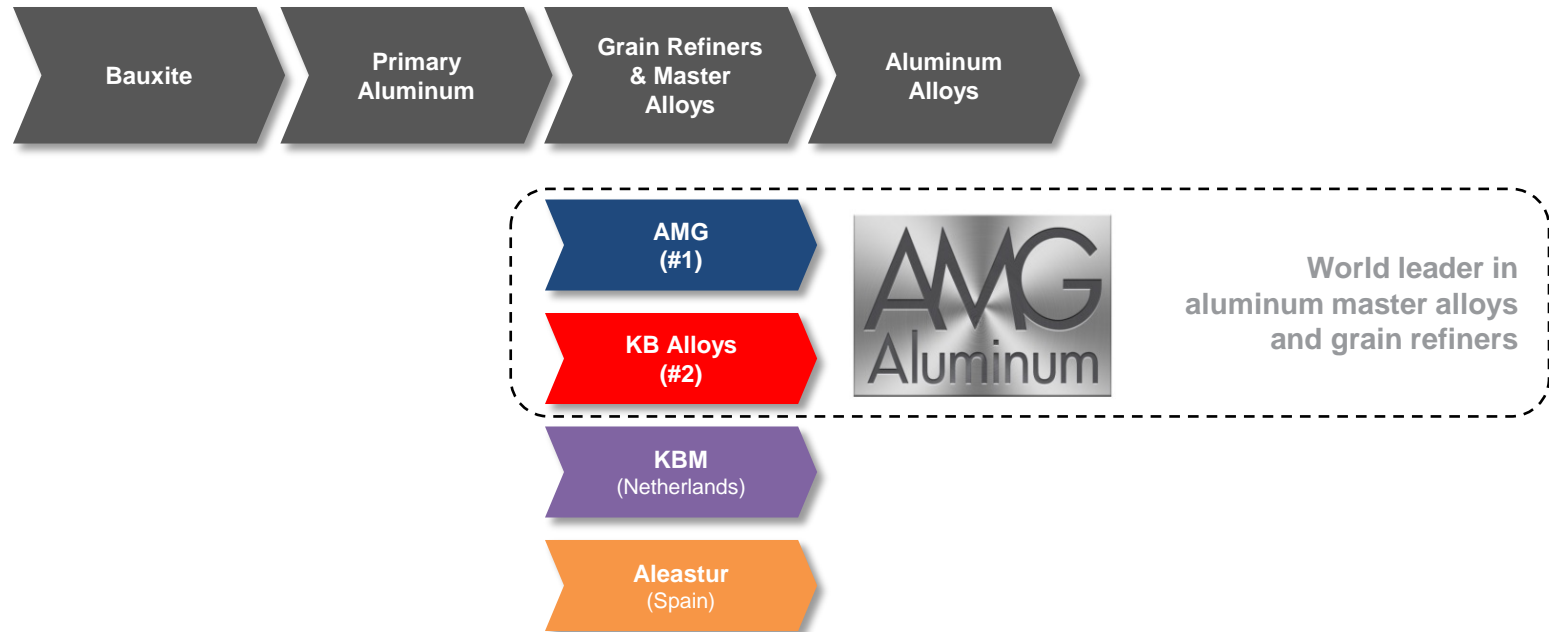 Bauxite
Primary
Aluminum
Grain Refiners
& Master
Alloys
Aluminum
Alloys
AMG
(#1)
KB Alloys
(#2)
AMG
Aluminum
World leader in
aluminum master alloys
and grain refiners
KBM
(Netherlands)
Aleastur
(Spain)